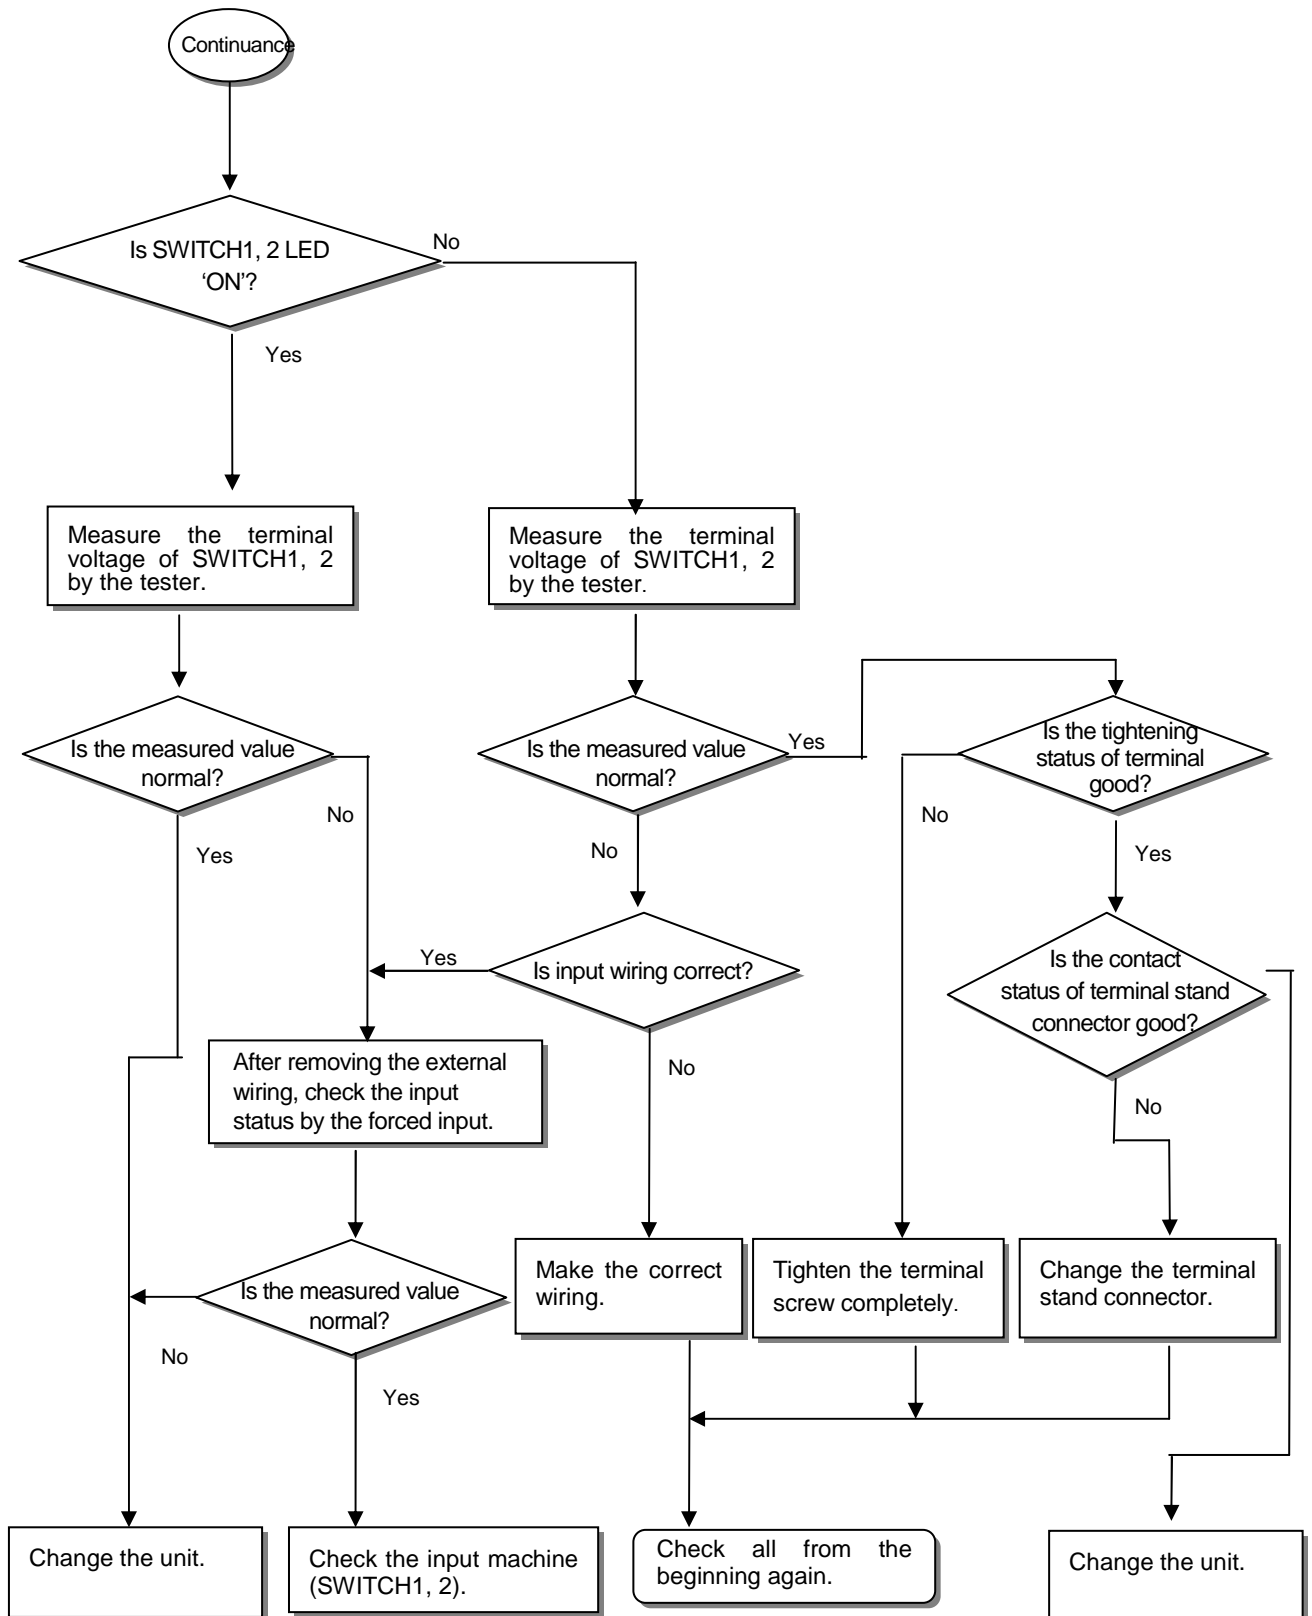 Continuance
Is SWITCH1, 2 LED
‘ON’?
No
Yes
Measure the terminal
voltage of SWITCH1, 2
by the tester.
Measure the terminal
voltage of SWITCH1, 2
by the tester.
Is the measured value
normal?
No
Yes
Is the measured value
normal?
Yes
No
Is the tightening
status of terminal
good?
No
Yes
Is input wiring correct?
Yes
No
Is the contact
status of terminal stand
connector good?
No
After removing the external
wiring, check the input
status by the forced input.
Is the measured value
normal?
No
Yes
Make the correct
wiring.
Tighten the terminal
screw completely.
Change the terminal
stand connector.
Change the unit.
Check the input machine
(SWITCH1, 2).
Check all from the
beginning again.
Change the unit.